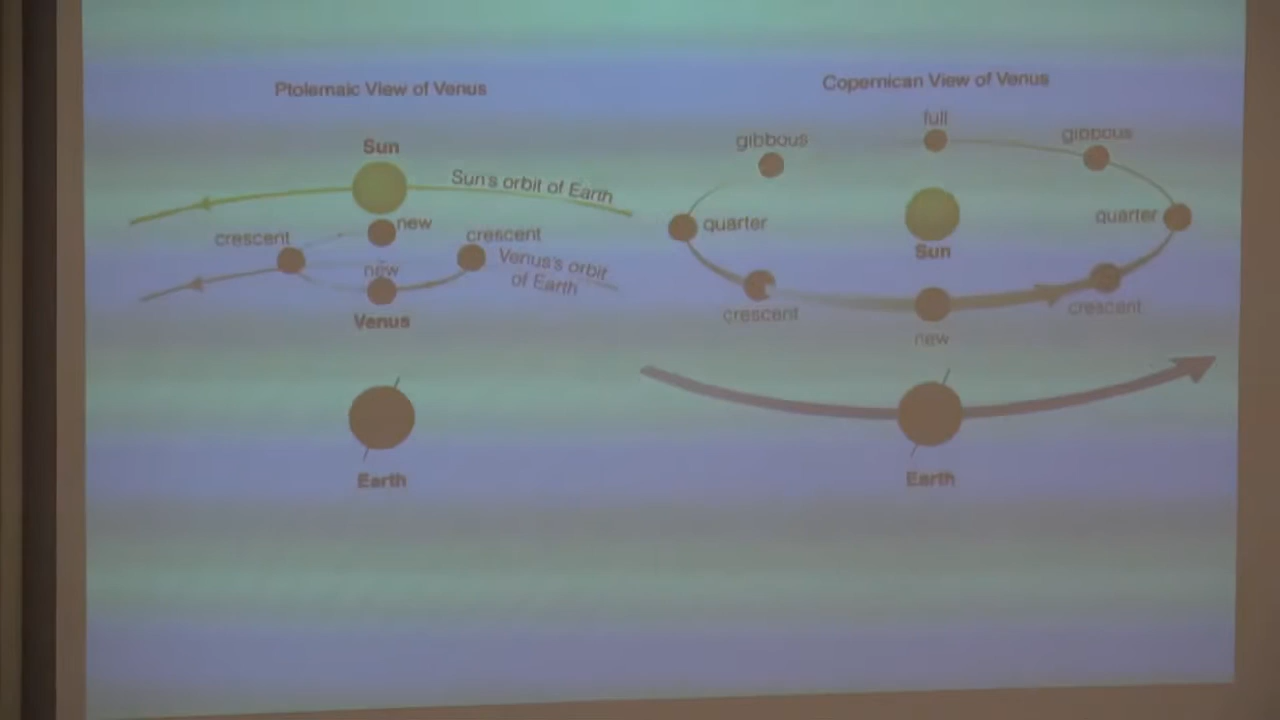 Ptolemaic View of Venus
Sun
Sun's orbit of Earth
new
crescent
crescent
new
Venus's orbit
of Earth
Venus
Earth
Copernican View of Venus
full
gibbous
gibbous
quarter
quarter
Sun
crescent
crescent
new
Earth